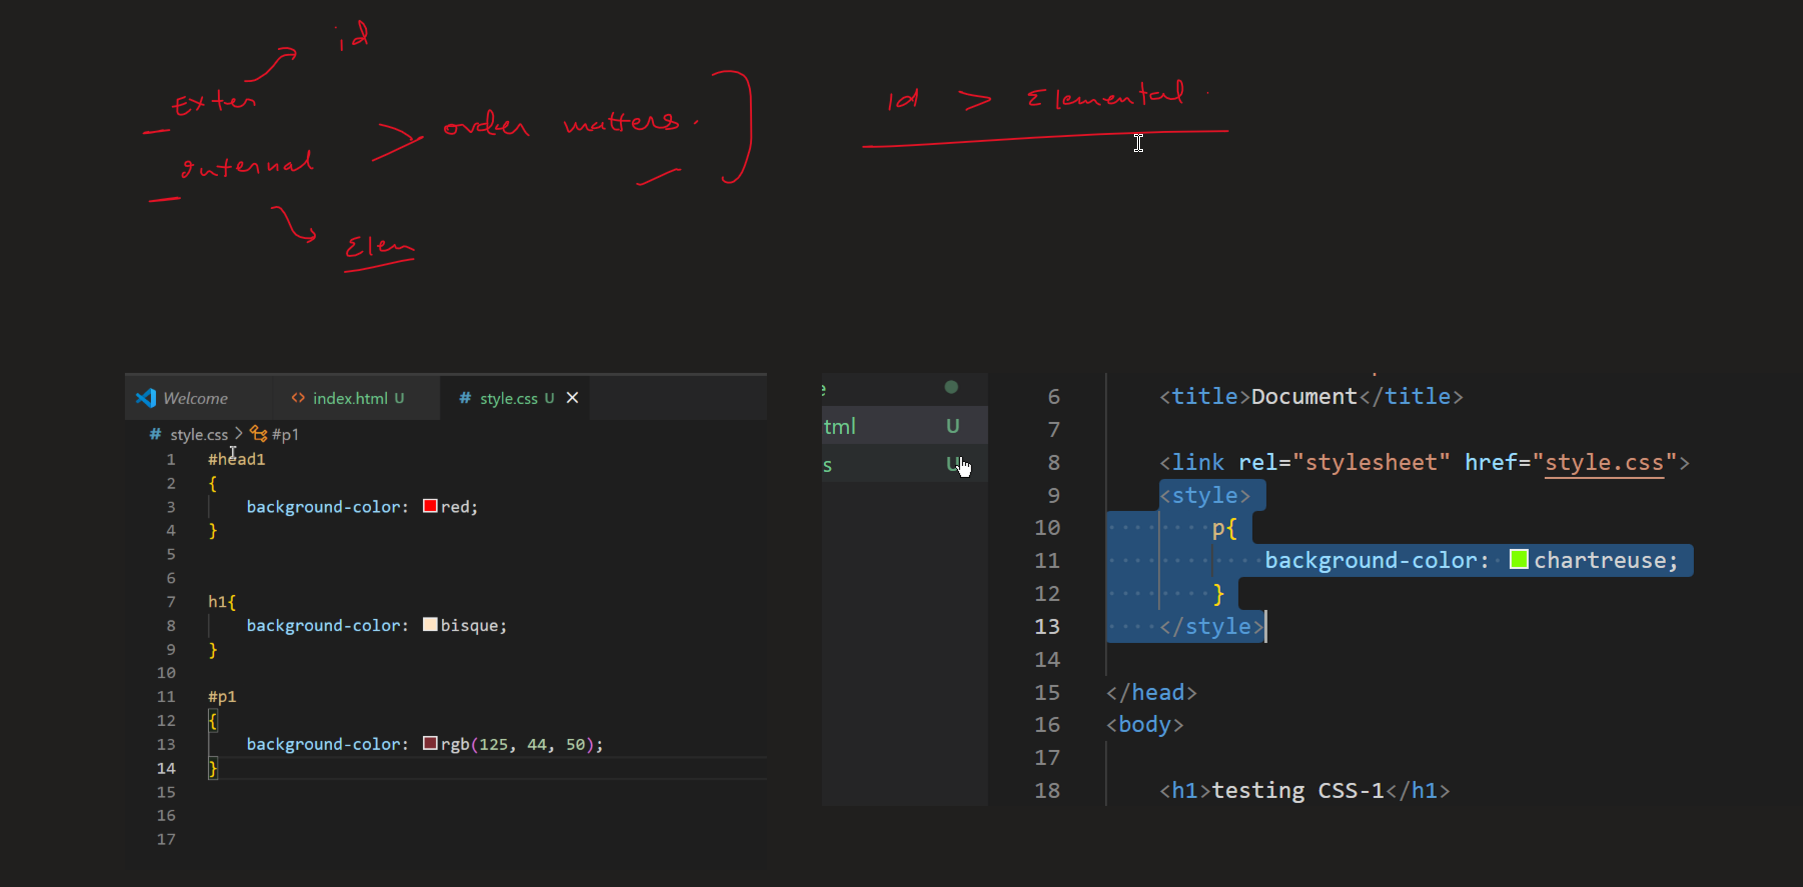 id
Exter
order matters.
Internal
Elem
id > Elemental.
Welcome
index.html U
# style.css U ×
# style.css > #p1
1 #head1
2 {
3 background-color: red;
4 }
5
6
7 h1{
8 background-color: bisque;
9 }
10
11 #p1
12 {
13 background-color: rgb(125, 44, 50);
14 }
15
16
17
e
tml U
s U
6 <title>Document</title>
7
8 <link rel="stylesheet" href="style.css">
9 <style>
10 p{
11 background-color: chartreuse;
12 }
13 </style>
14
15 </head>
16 <body>
17
18 <h1>testing CSS-1</h1>